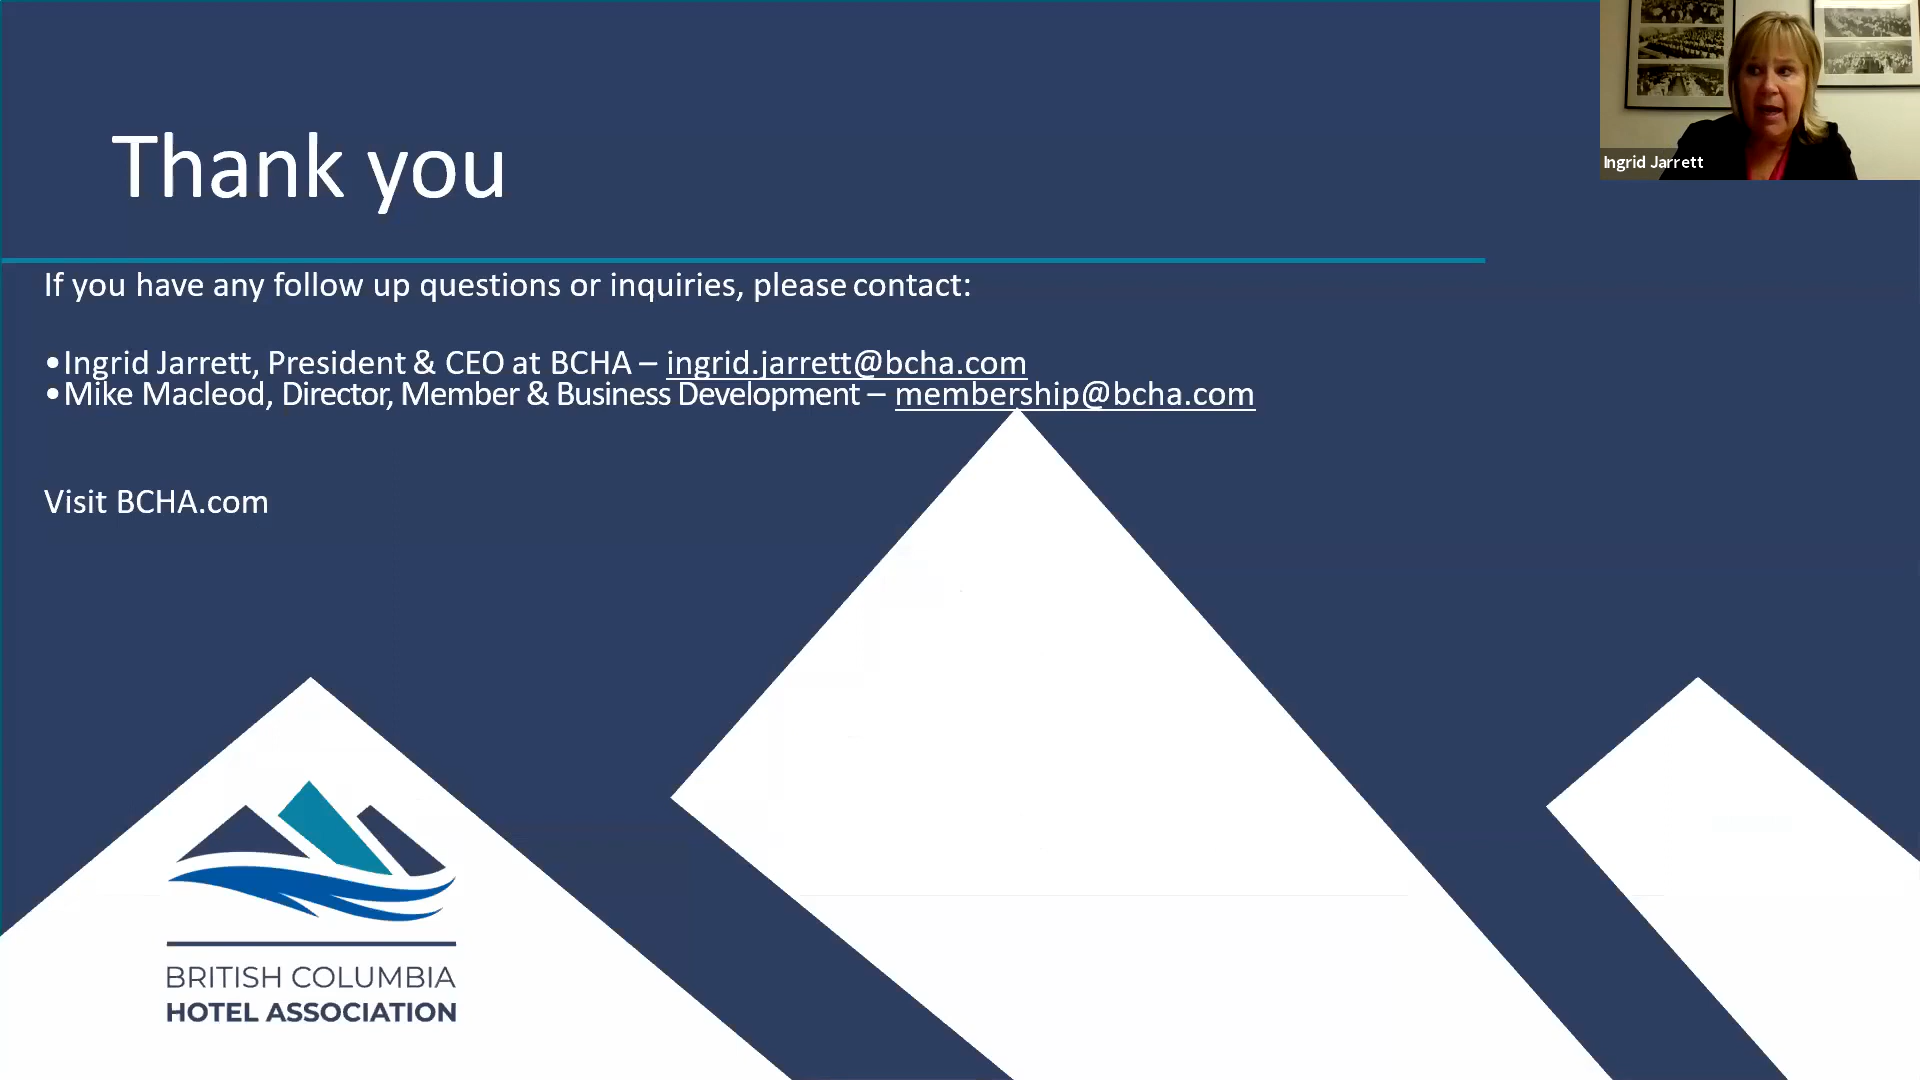 Thank you
Ingrid Jarrett
If you have any follow up questions or inquiries, please contact:
•Ingrid Jarrett, President & CEO at BCHA – ingrid.jarrett@bcha.com
•Mike Macleod, Director, Member & Business Development – membership@bcha.com
Visit BCHA.com
BRITISH COLUMBIA
HOTEL ASSOCIATION